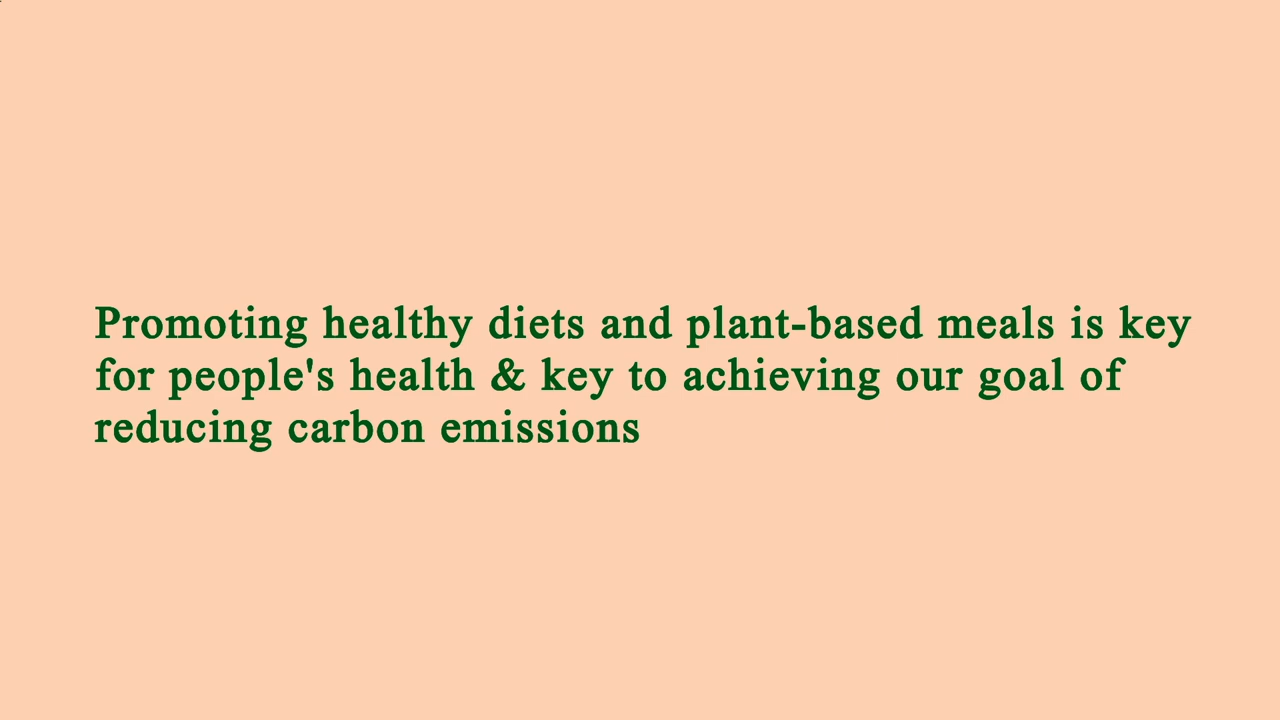 Promoting healthy diets and plant-based meals is key
for people's health & key to achieving our goal of
reducing carbon emissions